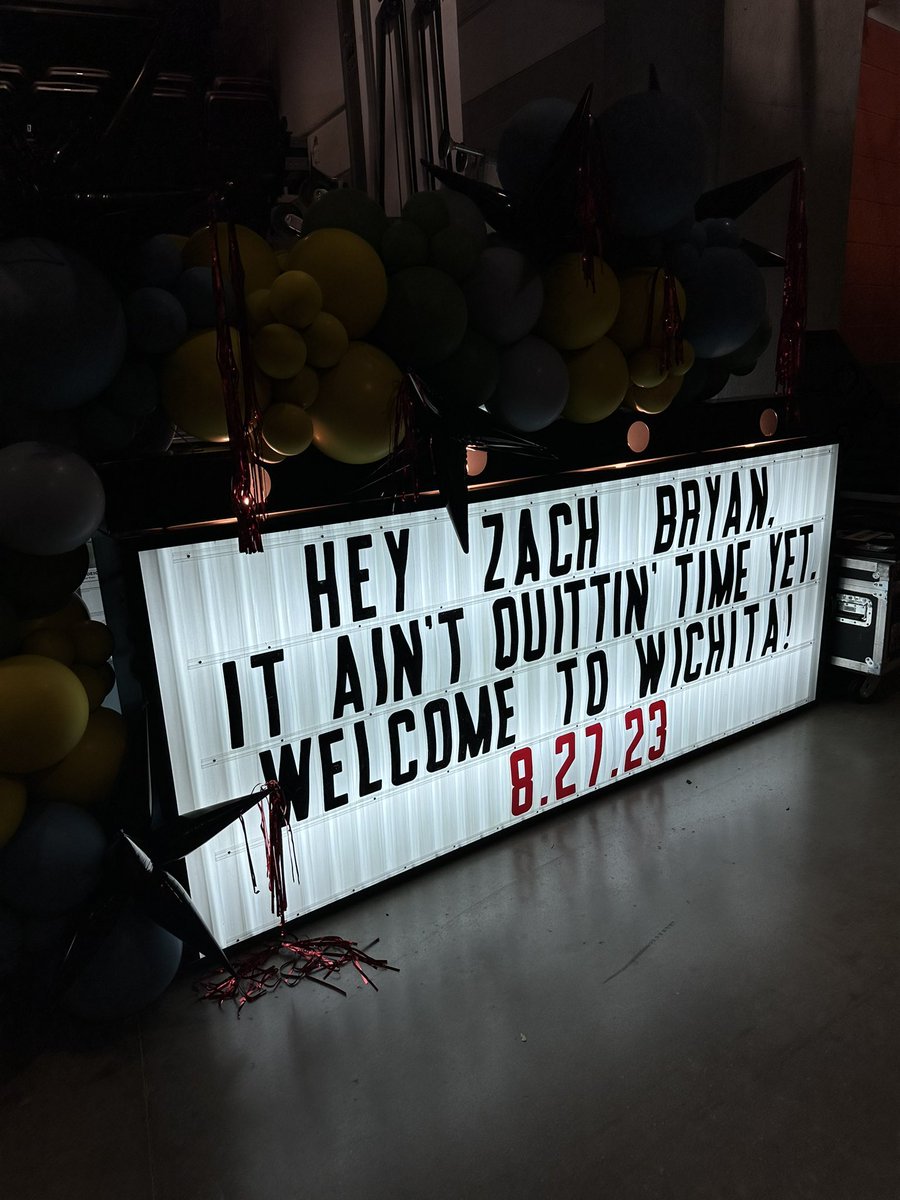 HEY ZACH BRYAN,
IT AIN'T QUITTIN' TIME YET.
WELCOME TO WICHITA!
8.27.23